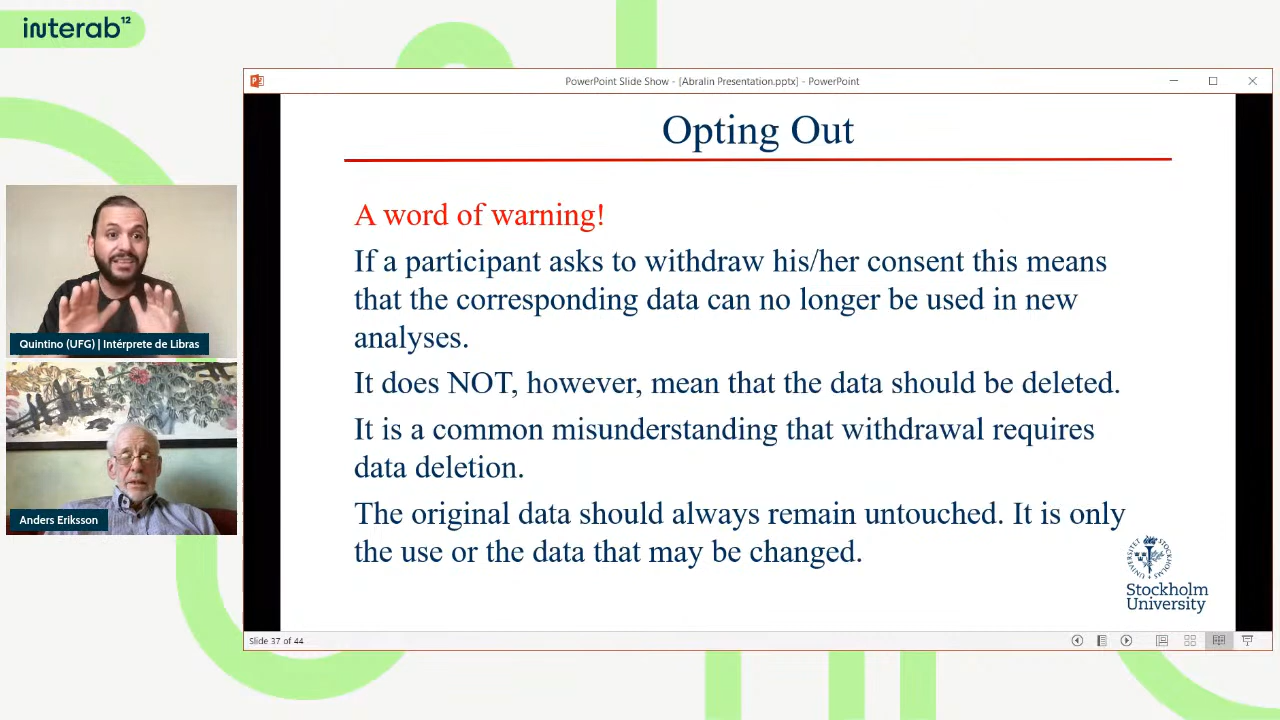 interab¹²
PowerPoint Slide Show - [Abralin Presentation.pptx] - PowerPoint
Opting Out
A word of warning!
If a participant asks to withdraw his/her consent this means
that the corresponding data can no longer be used in new
analyses.
It does NOT, however, mean that the data should be deleted.
It is a common misunderstanding that withdrawal requires
data deletion.
The original data should always remain untouched. It is only
the use or the data that may be changed.
Stockholm
University
Slide 37 of 44
Quintino (UFG) | Intérprete de Libras
Anders Eriksson